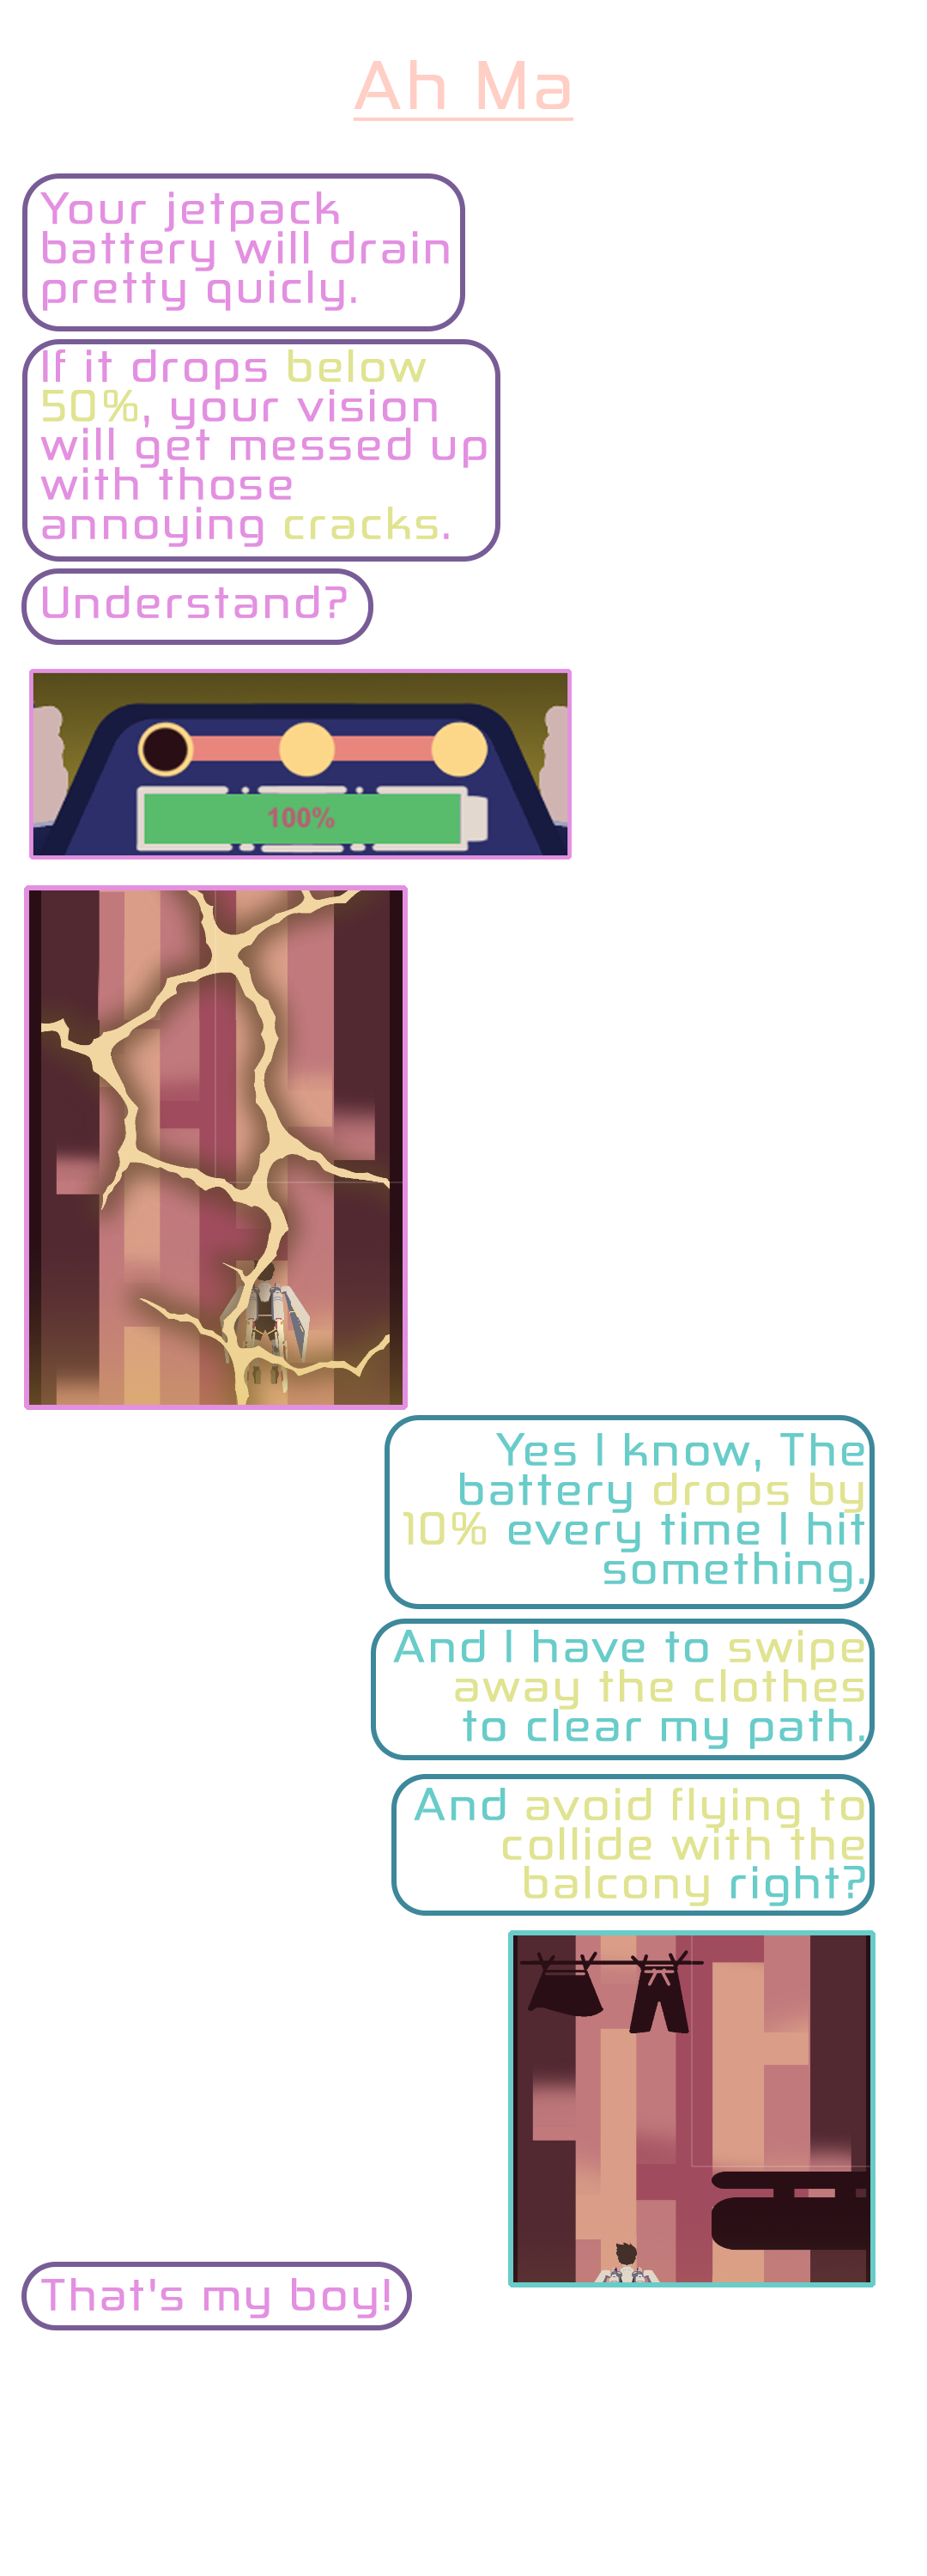 Ah Ma
Your jetpack
battery will drain
pretty quicly.
If it drops below
50%, your vision
will get messed up
with those
annoying cracks.
Understand?
100%
Yes I know, The
battery drops by
10% every time I hit
something.
And I have to swipe
away the clothes
to clear my path.
And avoid flying to
collide with the
balcony right?
That's my boy!